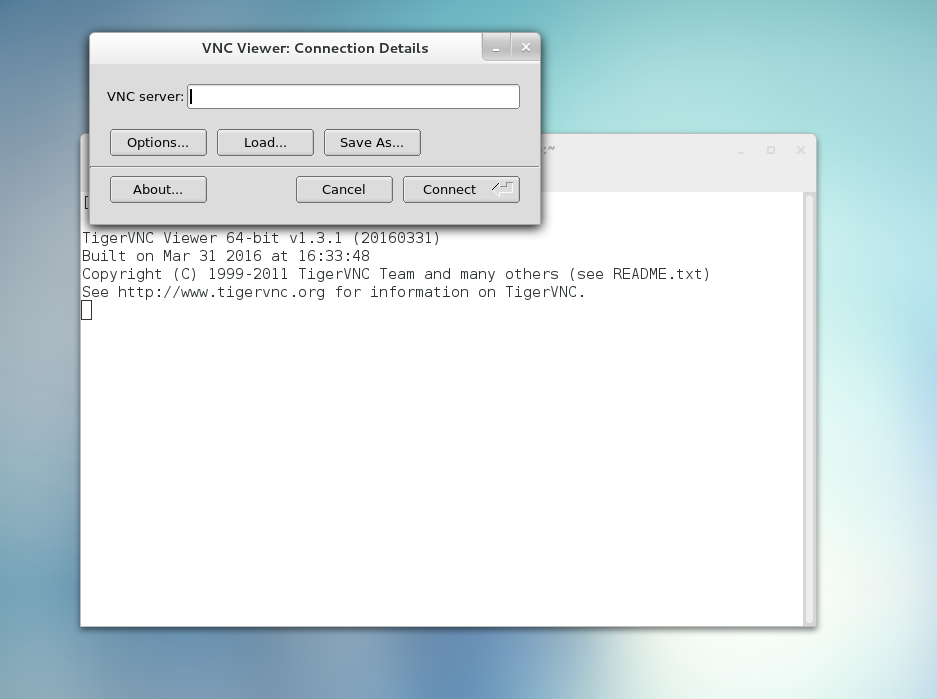 VNC Viewer: Connection Details
VNC server:
Options... Load... Save As...
About... Cancel Connect
:~
TigerVNC Viewer 64-bit v1.3.1 (20160331)
Built on Mar 31 2016 at 16:33:48
Copyright (C) 1999-2011 TigerVNC Team and many others (see README.txt)
See http://www.tigervnc.org for information on TigerVNC.